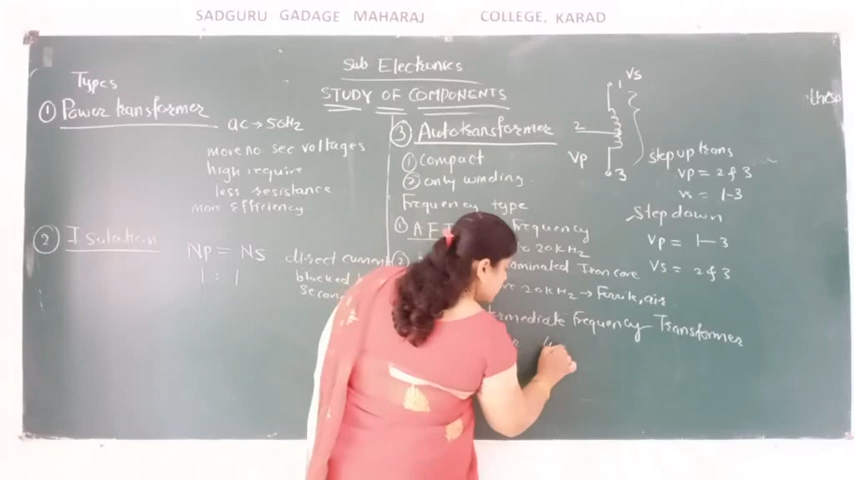 SADGURU GADAGE MAHARAJ COLLEGE, KARAD
Sub Electronics
STUDY OF COMPONENTS
Types
① Power transformer
ac → 50Hz
more no sec voltages
high require
less resistance
more Efficiency
② Isolation
Np = Ns
1 : 1
direct current
blocked
③ Autotransformer
① Compact
② only winding
Frequency type
① A.F. Frequency
20KHz
② Iron core
20KHz → Ferrite, air
Intermediate Frequency Transformer
Vs
1
2
Vp
3
Step up trans
Vp = 2 & 3
Vs = 1-3
Step down
Vp = 1-3
Vs = 2 & 3